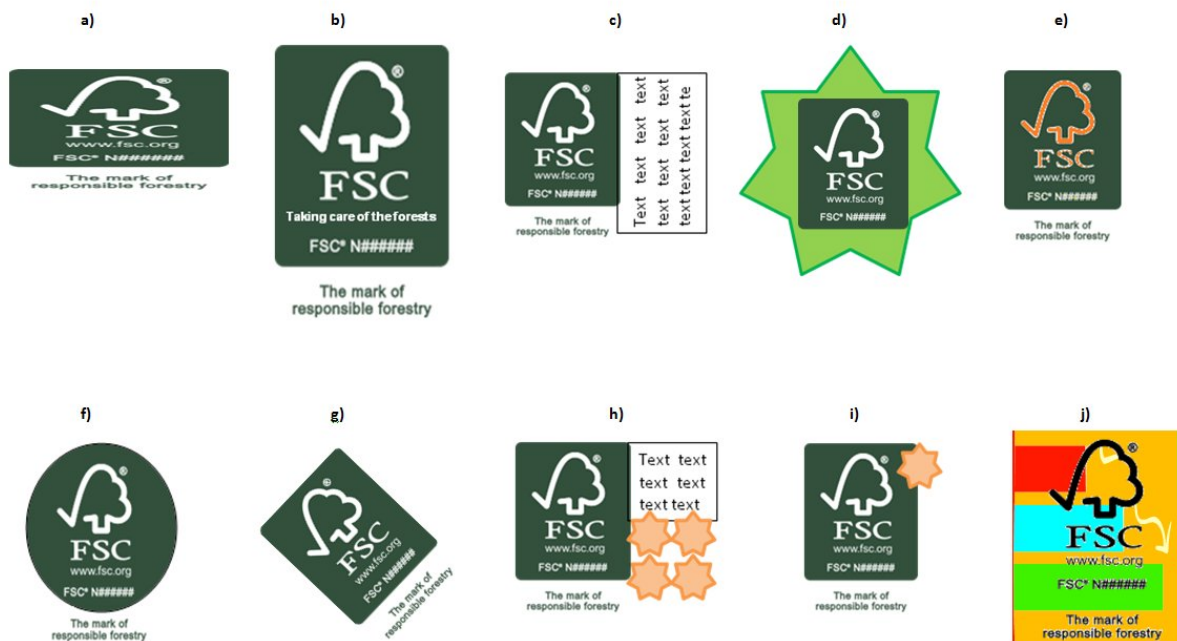 a)
®
FSC
www.fsc.org
FSC® N#######
The mark of
responsible forestry
b)
®
FSC
Taking care of the forests
FSC® N######
The mark of
responsible forestry
c)
®
FSC
www.fsc.org
FSC® N######
The mark of
responsible forestry
Text text text text
text text text text
text text text text te
d)
®
FSC
www.fsc.org
FSC® N######
e)
®
FSC
www.fsc.org
FSC® N######
The mark of
responsible forestry
f)
®
FSC
www.fsc.org
FSC® N######
The mark of
responsible forestry
g)
®
FSC
www.fsc.org
FSC® N######
The mark of
responsible forestry
h)
®
FSC
www.fsc.org
FSC® N######
The mark of
responsible forestry
Text text
text text
text text
i)
FSC
www.fsc.org
FSC® N######
The mark of
responsible forestry
j)
®
FSC
www.fsc.org
FSC® N######
The mark of
responsible forestry